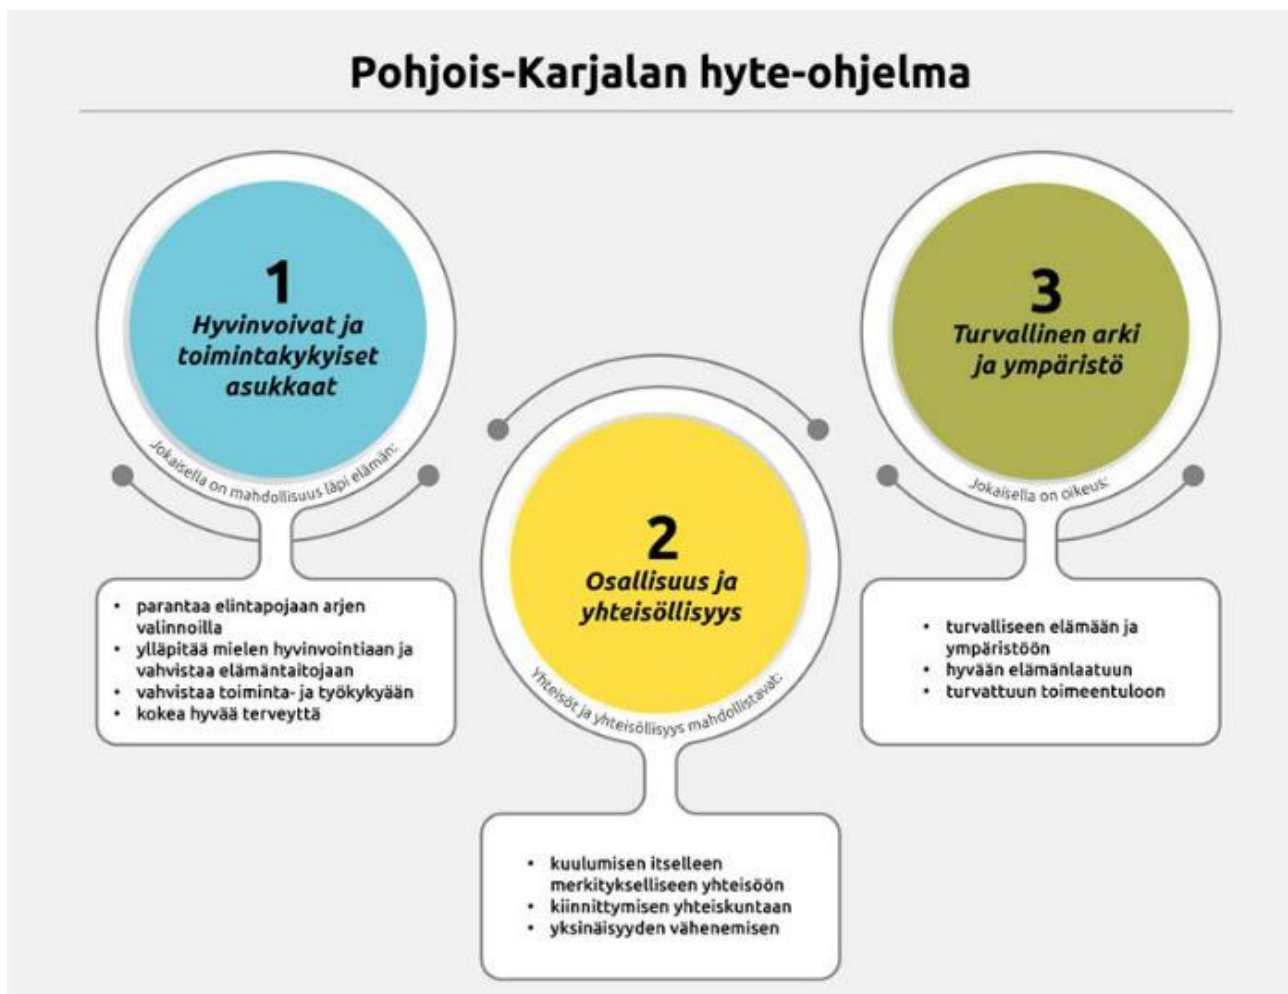 Pohjois-Karjalan hyte-ohjelma
1
Hyvinvoivat ja
toimintakykyiset
asukkaat
Jokaisella on mahdollisuus läpi elämän:
• parantaa elintapojaan arjen
valinnoilla
• ylläpitää mielen hyvinvointiaan ja
vahvistaa elämäntaitojaan
• vahvistaa toiminta- ja työkykyään
• kokea hyvää terveyttä
2
Osallisuus ja
yhteisöllisyys
Yhteisöt ja yhteisöllisyys mahdollistavat:
• kuulumisen itselleen
merkitykselliseen yhteisöön
• kiinnittymisen yhteiskuntaan
• yksinäisyyden vähenemisen
3
Turvallinen arki
ja ympäristö
Jokaisella on oikeus:
• turvalliseen elämään ja
ympäristöön
• hyvään elämänlaatuun
• turvattuun toimeentuloon